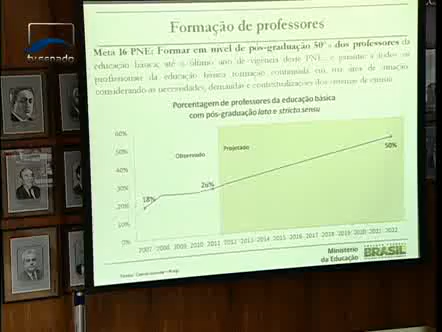 tv senado
Formação de professores
Meta 16 PNE: Formar em nível de pós-graduação 50% dos professores da
educação básica, até o último ano de vigência deste PNE, e garantir a todos
profissionais da educação básica formação continuada em sua área de atuação,
considerando as necessidades, demandas e contextualizações dos sistemas de ensino
Porcentagem de professores da educação básica
com pós-graduação lato e stricto sensu
60%
50%
40%
30%
20%
10%
0%
Observado
Projetado
18%
26%
50%
2007 2008 2009 2010 2011 2012 2013 2014 2015 2016 2017 2018 2019 2020 2021 2022
Ministério
da Educação
BRASIL